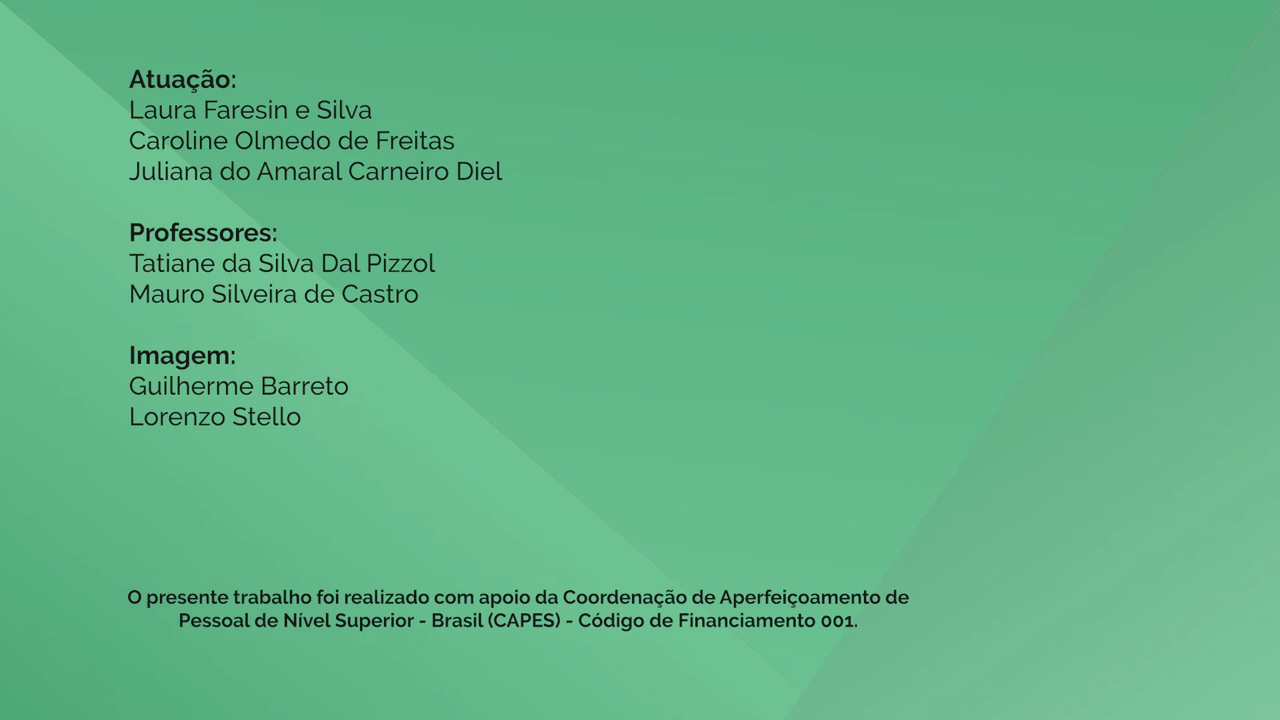 Atuação:
Laura Faresin e Silva
Caroline Olmedo de Freitas
Juliana do Amaral Carneiro Diel
Professores:
Tatiane da Silva Dal Pizzol
Mauro Silveira de Castro
Imagem:
Guilherme Barreto
Lorenzo Stello
O presente trabalho foi realizado com apoio da Coordenação de Aperfeiçoamento de
Pessoal de Nível Superior - Brasil (CAPES) - Código de Financiamento 001.